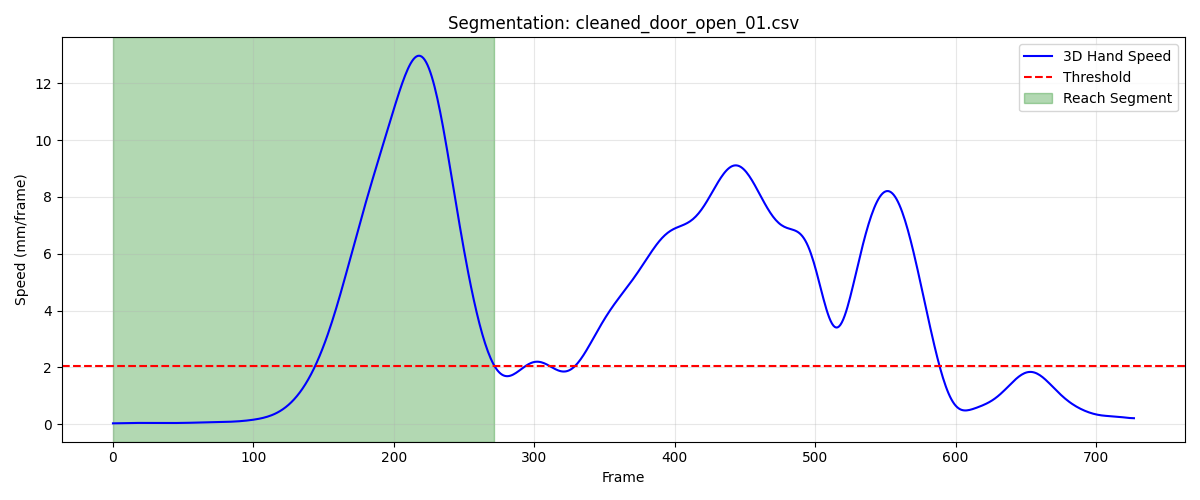 Segmentation: cleaned_door_open_01.csv
3D Hand Speed
Threshold
Reach Segment
Speed (mm/frame)
12
10
8
6
4
2
0
0 100 200 300 400 500 600 700
Frame